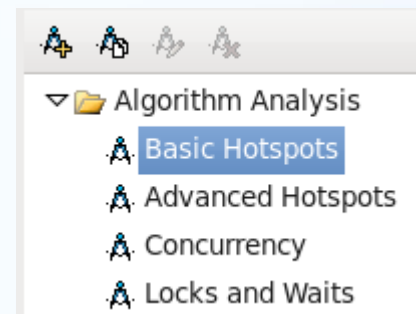 Algorithm Analysis
Basic Hotspots
Advanced Hotspots
Concurrency
Locks and Waits